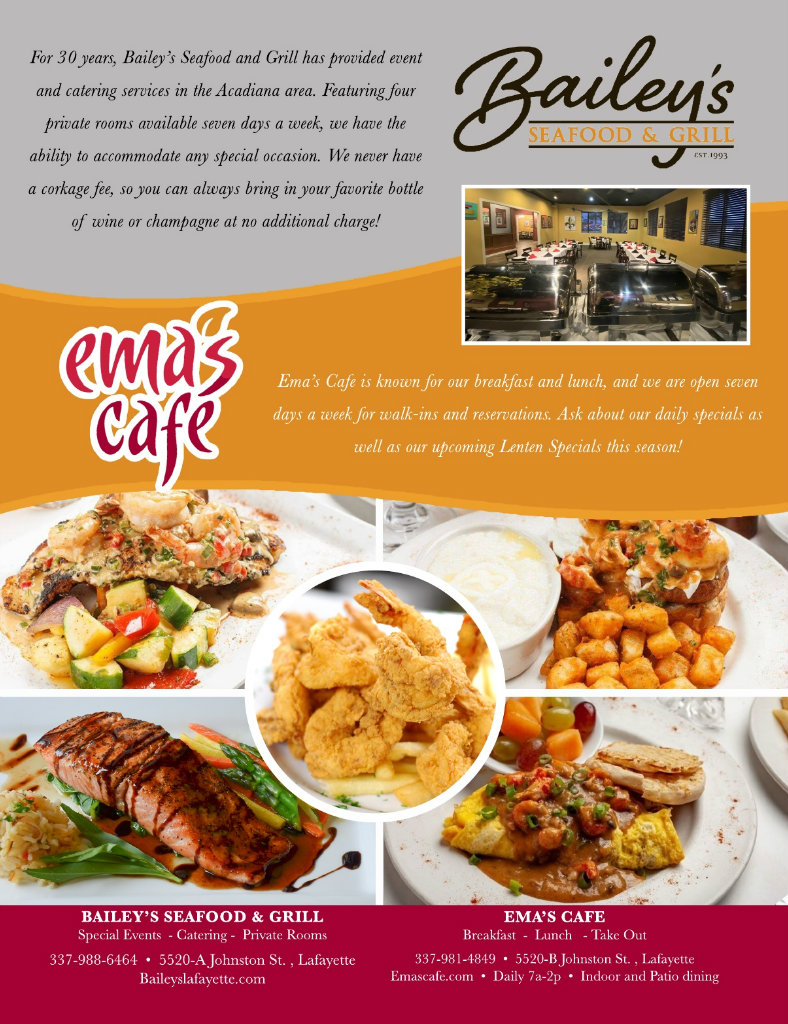 For 30 years, Bailey's Seafood and Grill has provided event
and catering services in the Acadiana area. Featuring four
private rooms available seven days a week, we have the
ability to accommodate any special occasion. We never have
a corkage fee, so you can always bring in your favorite bottle
of wine or champagne at no additional charge!
Bailey's
SEAFOOD & GRILL
EST. 1993
ema's
cafe
Ema's Cafe is known for our breakfast and lunch, and we are open seven
days a week for walk-ins and reservations. Ask about our daily specials as
well as our upcoming Lenten Specials this season!
BAILEY'S SEAFOOD & GRILL
Special Events - Catering - Private Rooms
337-988-6464 • 5520-A Johnston St. , Lafayette
Baileyslafayette.com
EMA'S CAFE
Breakfast - Lunch - Take Out
337-981-4849 • 5520-B Johnston St. , Lafayette
Emascafe.com • Daily 7a-2p • Indoor and Patio dining